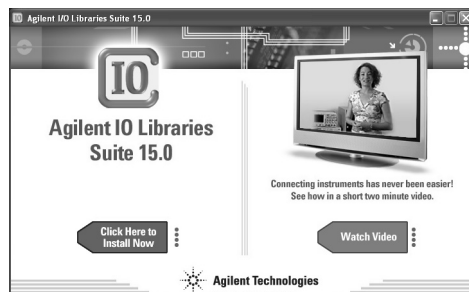 Agilent I/O Libraries Suite 15.0
IO
Agilent IO Libraries
Suite 15.0
Click Here to
Install Now
Connecting instruments has never been easier!
See how in a short two minute video.
Watch Video
Agilent Technologies